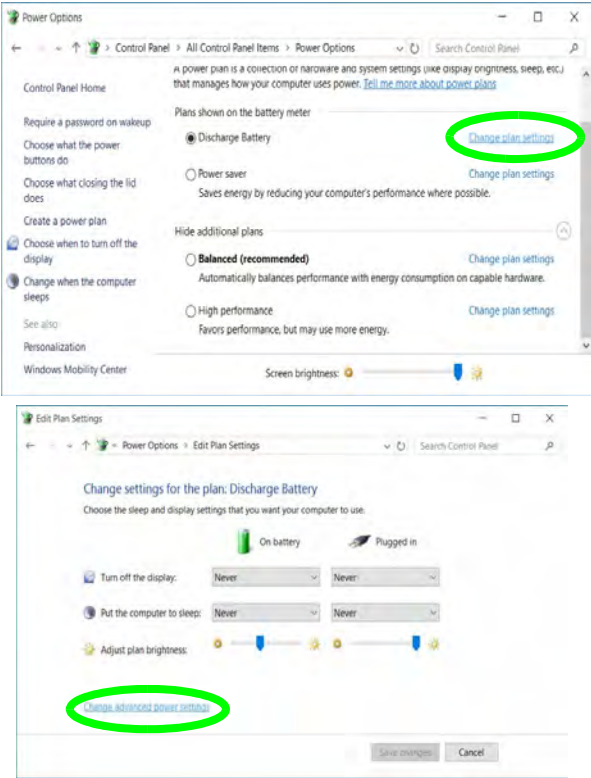 Power Options
Control Panel > All Control Panel Items > Power Options
Search Control Panel
Control Panel Home
Require a password on wakeup
Choose what the power
buttons do
Choose what closing the lid
does
Create a power plan
Choose when to turn off the
display
Change when the computer
sleeps
See also
Personalization
Windows Mobility Center
A power plan is a collection of hardware and system settings (like display brightness, sleep, etc.)
that manages how your computer uses power. Tell me more about power plans
Plans shown on the battery meter
Discharge Battery Change plan settings
Power saver Change plan settings
Saves energy by reducing your computer's performance where possible.
Hide additional plans
Balanced (recommended) Change plan settings
Automatically balances performance with energy consumption on capable hardware.
High performance Change plan settings
Favors performance, but may use more energy.
Screen brightness:
Edit Plan Settings
Power Options > Edit Plan Settings
Search Control Panel
Change settings for the plan: Discharge Battery
Choose the sleep and display settings that you want your computer to use.
On battery Plugged in
Turn off the display: Never Never
Put the computer to sleep: Never Never
Adjust plan brightness:
Change advanced power settings
Save changes Cancel